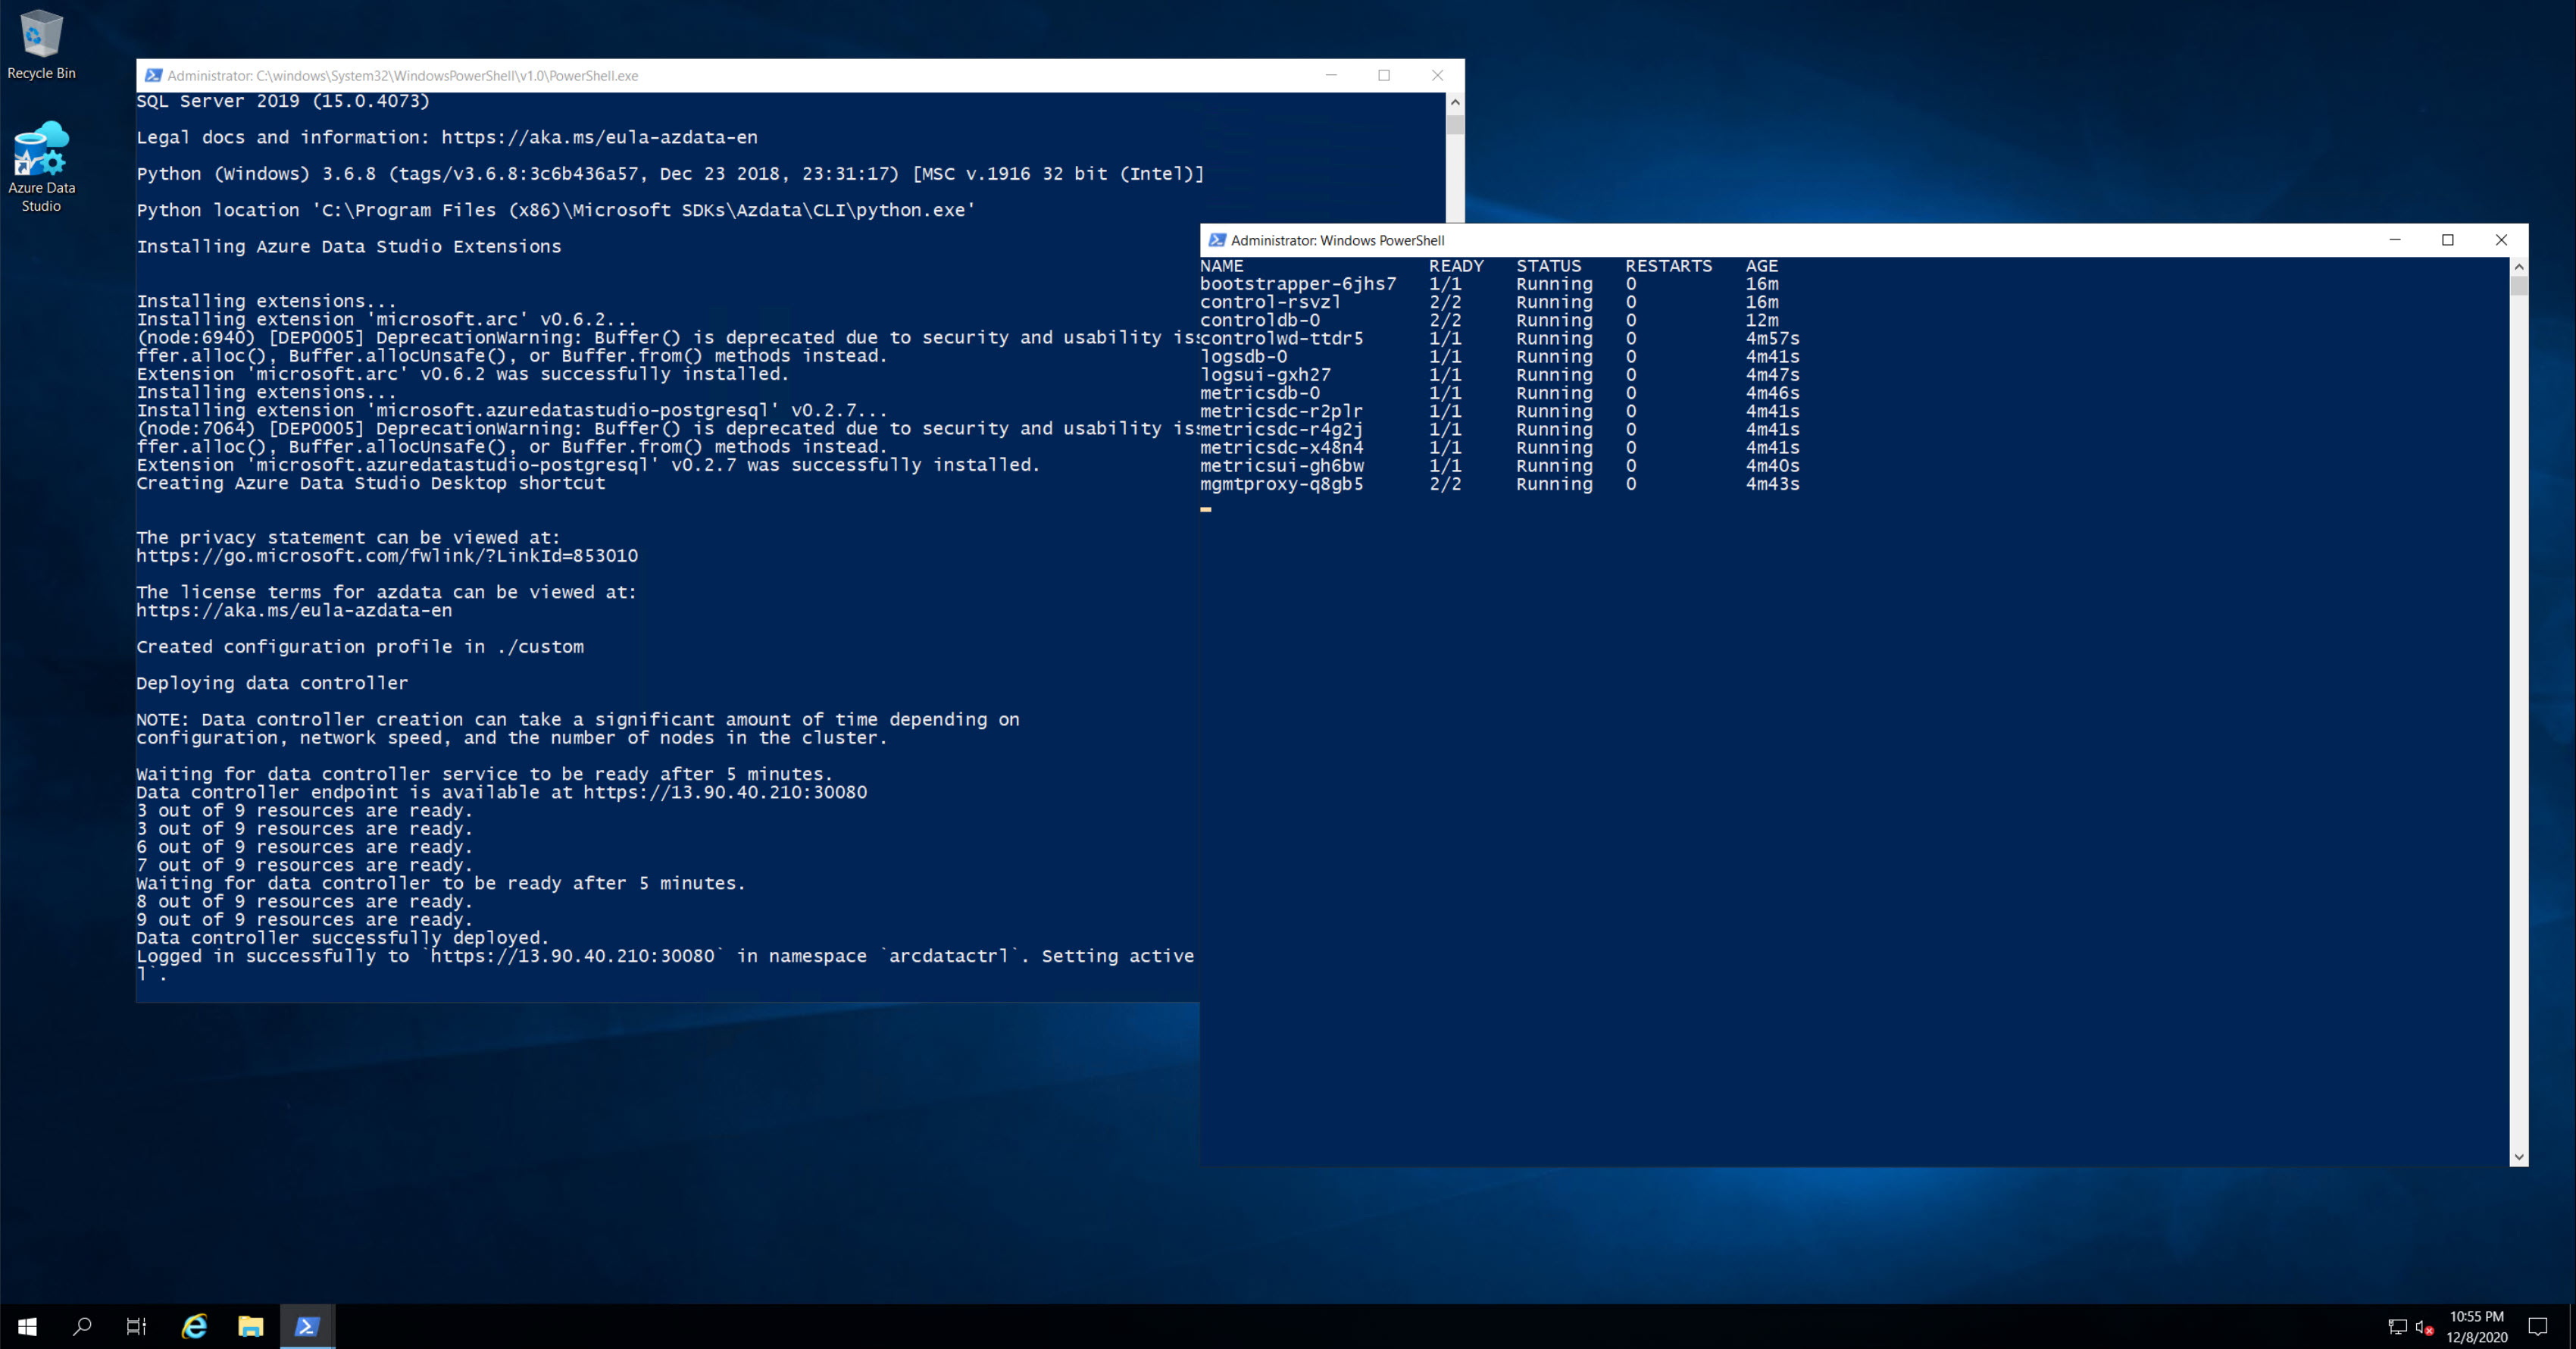 Recycle Bin
Azure Data
Studio
Administrator: C:\windows\System32\WindowsPowerShell\v1.0\PowerShell.exe
SQL Server 2019 (15.0.4073)
Legal docs and information: https://aka.ms/eula-azdata-en
Python (Windows) 3.6.8 (tags/v3.6.8:3c6b436a57, Dec 23 2018, 23:31:17) [MSC v.1916 32 bit (Intel)]
Python location 'C:\Program Files (x86)\Microsoft SDKs\Azdata\CLI\python.exe'
Installing Azure Data Studio Extensions
Installing extensions...
Installing extension 'microsoft.arc' v0.6.2...
(node:6940) [DEP0005] DeprecationWarning: Buffer() is deprecated due to security and usability iss
ffer.alloc(), Buffer.allocUnsafe(), or Buffer.from() methods instead.
Extension 'microsoft.arc' v0.6.2 was successfully installed.
Installing extensions...
Installing extension 'microsoft.azuredatastudio-postgresql' v0.2.7...
(node:7064) [DEP0005] DeprecationWarning: Buffer() is deprecated due to security and usability iss
ffer.alloc(), Buffer.allocUnsafe(), or Buffer.from() methods instead.
Extension 'microsoft.azuredatastudio-postgresql' v0.2.7 was successfully installed.
Creating Azure Data Studio Desktop shortcut
The privacy statement can be viewed at:
https://go.microsoft.com/fwlink/?LinkId=853010
The license terms for azdata can be viewed at:
https://aka.ms/eula-azdata-en
Created configuration profile in ./custom
Deploying data controller
NOTE: Data controller creation can take a significant amount of time depending on
configuration, network speed, and the number of nodes in the cluster.
Waiting for data controller service to be ready after 5 minutes.
Data controller endpoint is available at https://13.90.40.210:30080
3 out of 9 resources are ready.
3 out of 9 resources are ready.
6 out of 9 resources are ready.
7 out of 9 resources are ready.
Waiting for data controller to be ready after 5 minutes.
8 out of 9 resources are ready.
9 out of 9 resources are ready.
Data controller successfully deployed.
Logged in successfully to `https://13.90.40.210:30080` in namespace `arcdatactrl`. Setting active
l`.
Administrator: Windows PowerShell
NAME READY STATUS RESTARTS AGE
bootstrapper-6jhs7 1/1 Running 0 16m
control-rsvzl 2/2 Running 0 16m
controldb-0 2/2 Running 0 12m
controlwd-ttdr5 1/1 Running 0 4m57s
logsdb-0 1/1 Running 0 4m41s
logsui-gxh27 1/1 Running 0 4m47s
metricsdb-0 1/1 Running 0 4m46s
metricsdc-r2plr 1/1 Running 0 4m41s
metricsdc-r4g2j 1/1 Running 0 4m41s
metricsdc-x48n4 1/1 Running 0 4m41s
metricsui-gh6bw 1/1 Running 0 4m40s
mgmtproxy-q8gb5 2/2 Running 0 4m43s
10:55 PM
12/8/2020